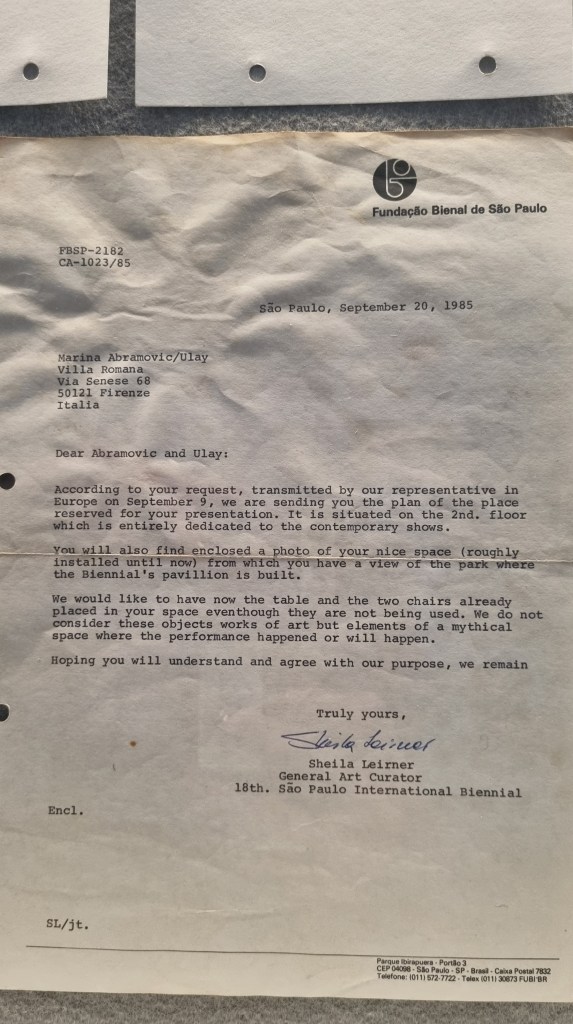 Fundação Bienal de São Paulo
FBSP-2182
CA-1023/85
São Paulo, September 20, 1985
Marina Abramovic/Ulay
Villa Romana
Via Senese 68
50121 Firenze
Italia
Dear Abramovic and Ulay:
According to your request, transmitted by our representative in
Europe on September 9, we are sending you the plan of the place
reserved for your presentation. It is situated on the 2nd. floor
which is entirely dedicated to the contemporary shows.
You will also find enclosed a photo of your nice space (roughly
installed until now) from which you have a view of the park where
the Biennial's pavillion is built.
We would like to have now the table and the two chairs already
placed in your space eventhough they are not being used. We do not
consider these objects works of art but elements of a mythical
space where the performance happened or will happen.
Hoping you will understand and agree with our purpose, we remain
Truly yours,
Sheila Leirner
Sheila Leirner
General Art Curator
18th. São Paulo International Biennial
Encl.
SL/jt.
Parque Ibirapuera - Portão 3
CEP 04098 - São Paulo - SP - Brasil - Caixa Postal 7832
Telefone: (011) 572-7722 - Telex (011) 30873 FUBI BR